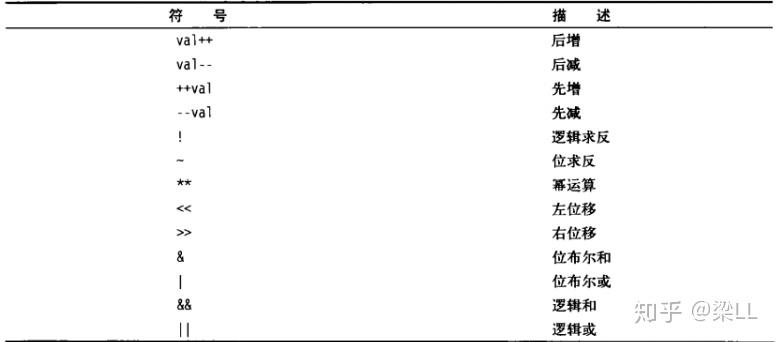 符 号 描 述
val++ 后增
val-- 后减
++val 先增
--val 先减
! 逻辑求反
~ 位求反
** 幂运算
<< 左位移
>> 右位移
& 位布尔和
| 位布尔或
&& 逻辑和
|| 逻辑或
知乎 @梁LL